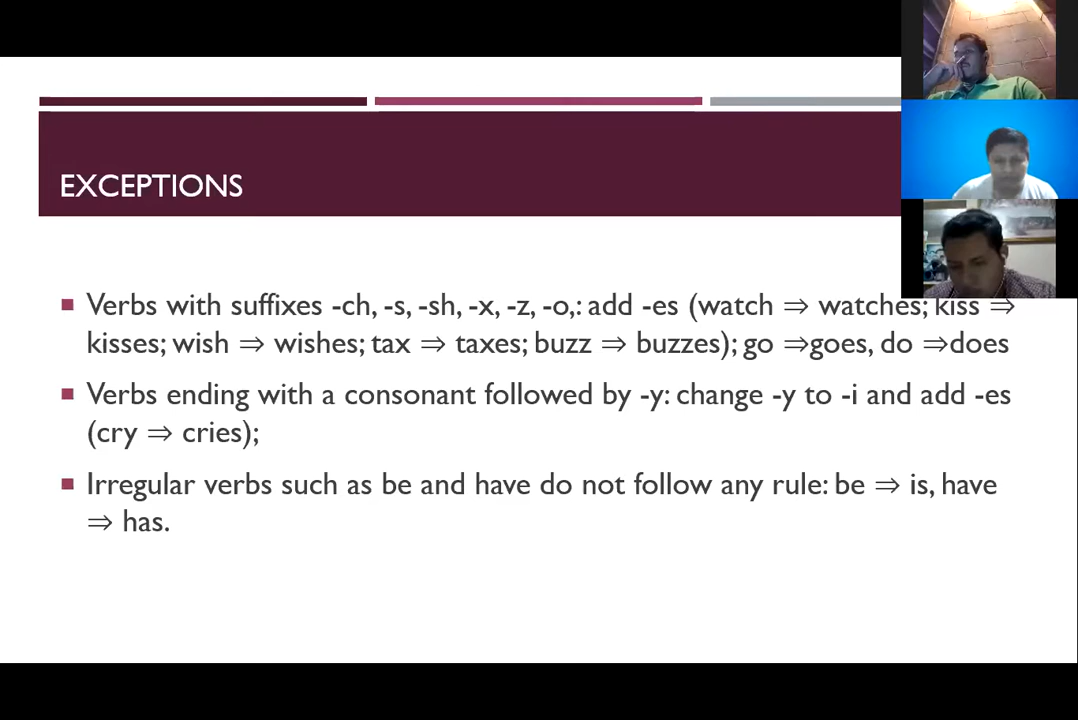 EXCEPTIONS
Verbs with suffixes -ch, -s, -sh, -x, -z, -o,: add -es (watch ⇒ watches; kiss ⇒
kisses; wish ⇒ wishes; tax ⇒ taxes; buzz ⇒ buzzes); go ⇒goes, do ⇒does
Verbs ending with a consonant followed by -y: change -y to -i and add -es
(cry ⇒ cries);
Irregular verbs such as be and have do not follow any rule: be ⇒ is, have
⇒ has.